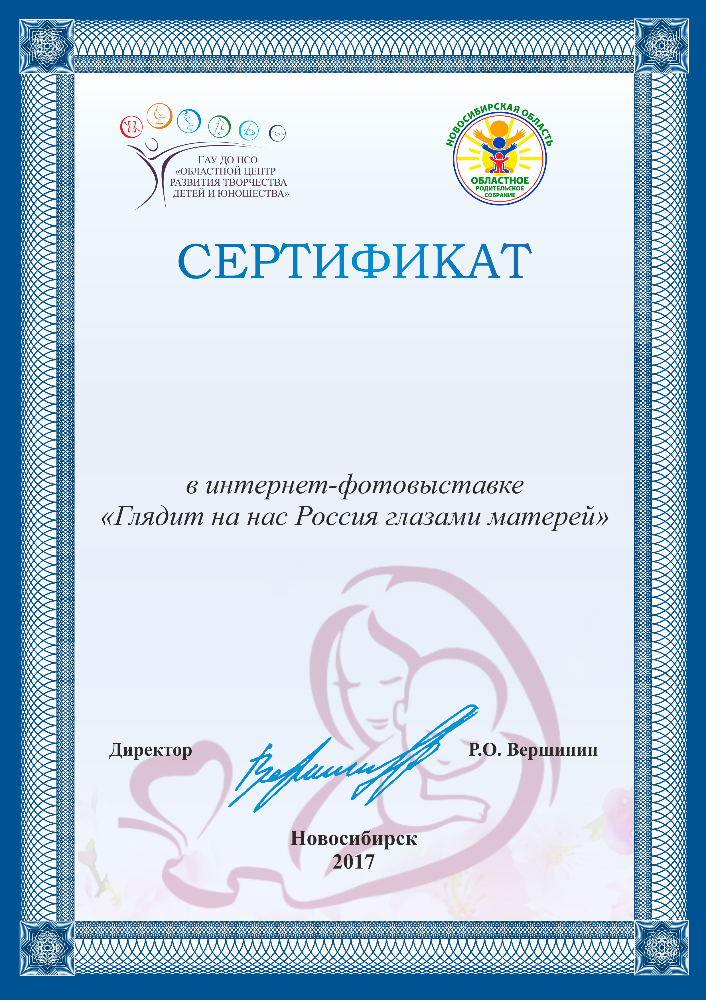 ГАУ ДО НСО
«ОБЛАСТНОЙ ЦЕНТР
РАЗВИТИЯ ТВОРЧЕСТВА
ДЕТЕЙ И ЮНОШЕСТВА»
НОВОСИБИРСКАЯ ОБЛАСТЬ
ОБЛАСТНОЕ
РОДИТЕЛЬСКОЕ
СОБРАНИЕ
СЕРТИФИКАТ
в интернет-фотовыставке
«Глядит на нас Россия глазами матерей»
Директор
Р.О. Вершинин
Новосибирск
2017